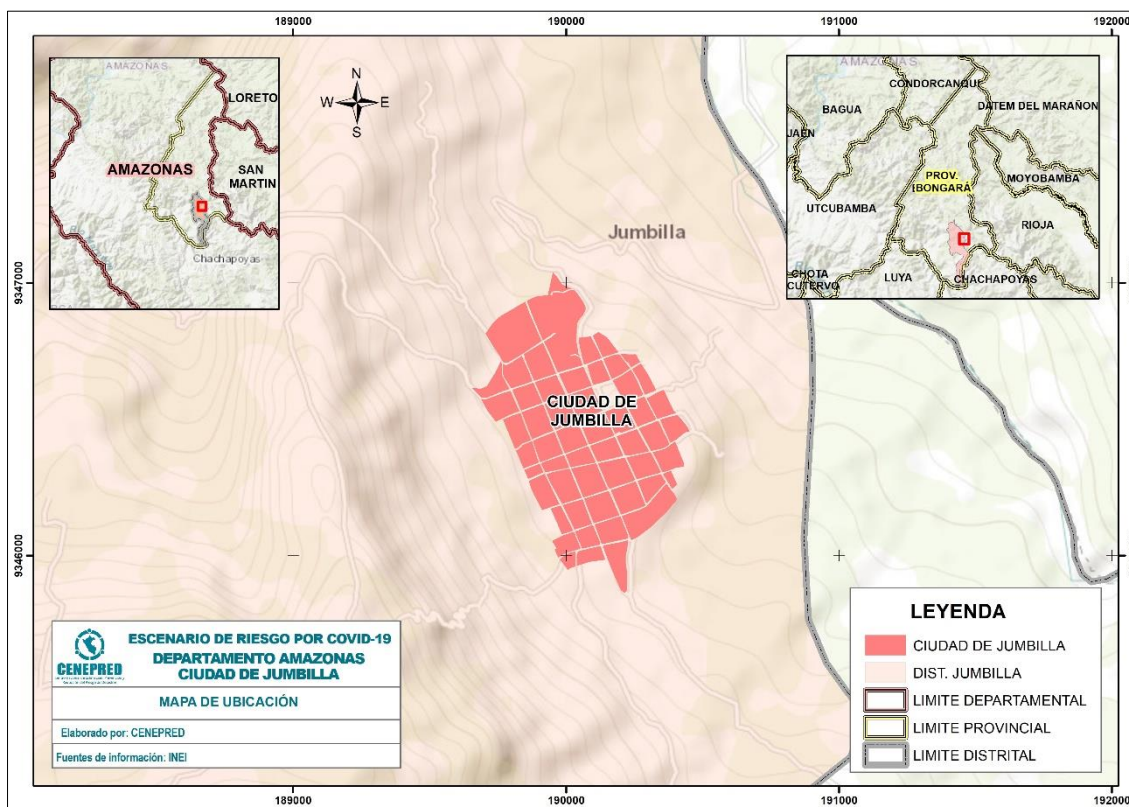 189000 190000 191000 192000
AMAZONAS
LORETO
AMAZONAS
SAN
MARTIN
Chachapoyas
N
W E
S
AMAZONAS
CONDORCANQUI
DATEM DEL MARAÑON
BAGUA
JAEN
PROV.
BONGARÁ
MOYOBAMBA
UTCUBAMBA
RIOJA
CHOTA
CUTERVO
LUYA
CHACHAPOYAS
Jumbilla
9347000
CIUDAD DE
JUMBILLA
9346000
CENEPRED
ESCENARIO DE RIESGO POR COVID-19
DEPARTAMENTO AMAZONAS
CIUDAD DE JUMBILLA
MAPA DE UBICACIÓN
Elaborado por: CENEPRED
Fuentes de información: INEI
LEYENDA
CIUDAD DE JUMBILLA
DIST. JUMBILLA
LIMITE DEPARTAMENTAL
LIMITE PROVINCIAL
LIMITE DISTRITAL
189000 190000 191000 192000